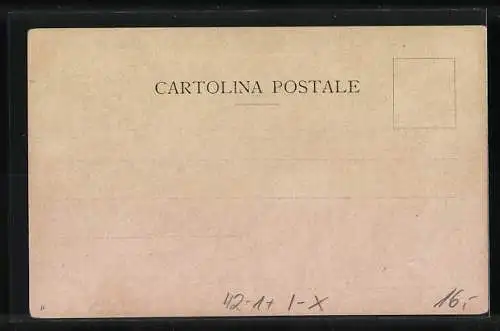 CARTOLINA POSTALE
42-1+ 1-X 16,-